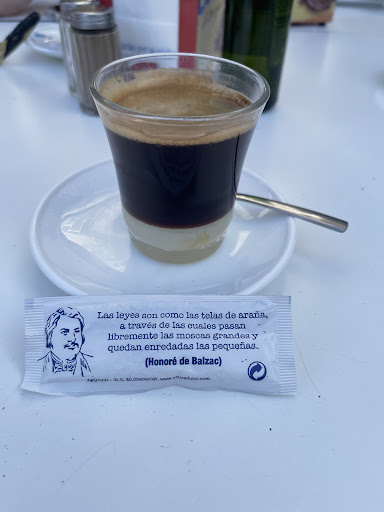 Las leyes son como las telas de araña,
a través de las cuales pasan
libremente las moscas grandes y
quedan enredadas las pequeñas.
(Honoré de Balzac)